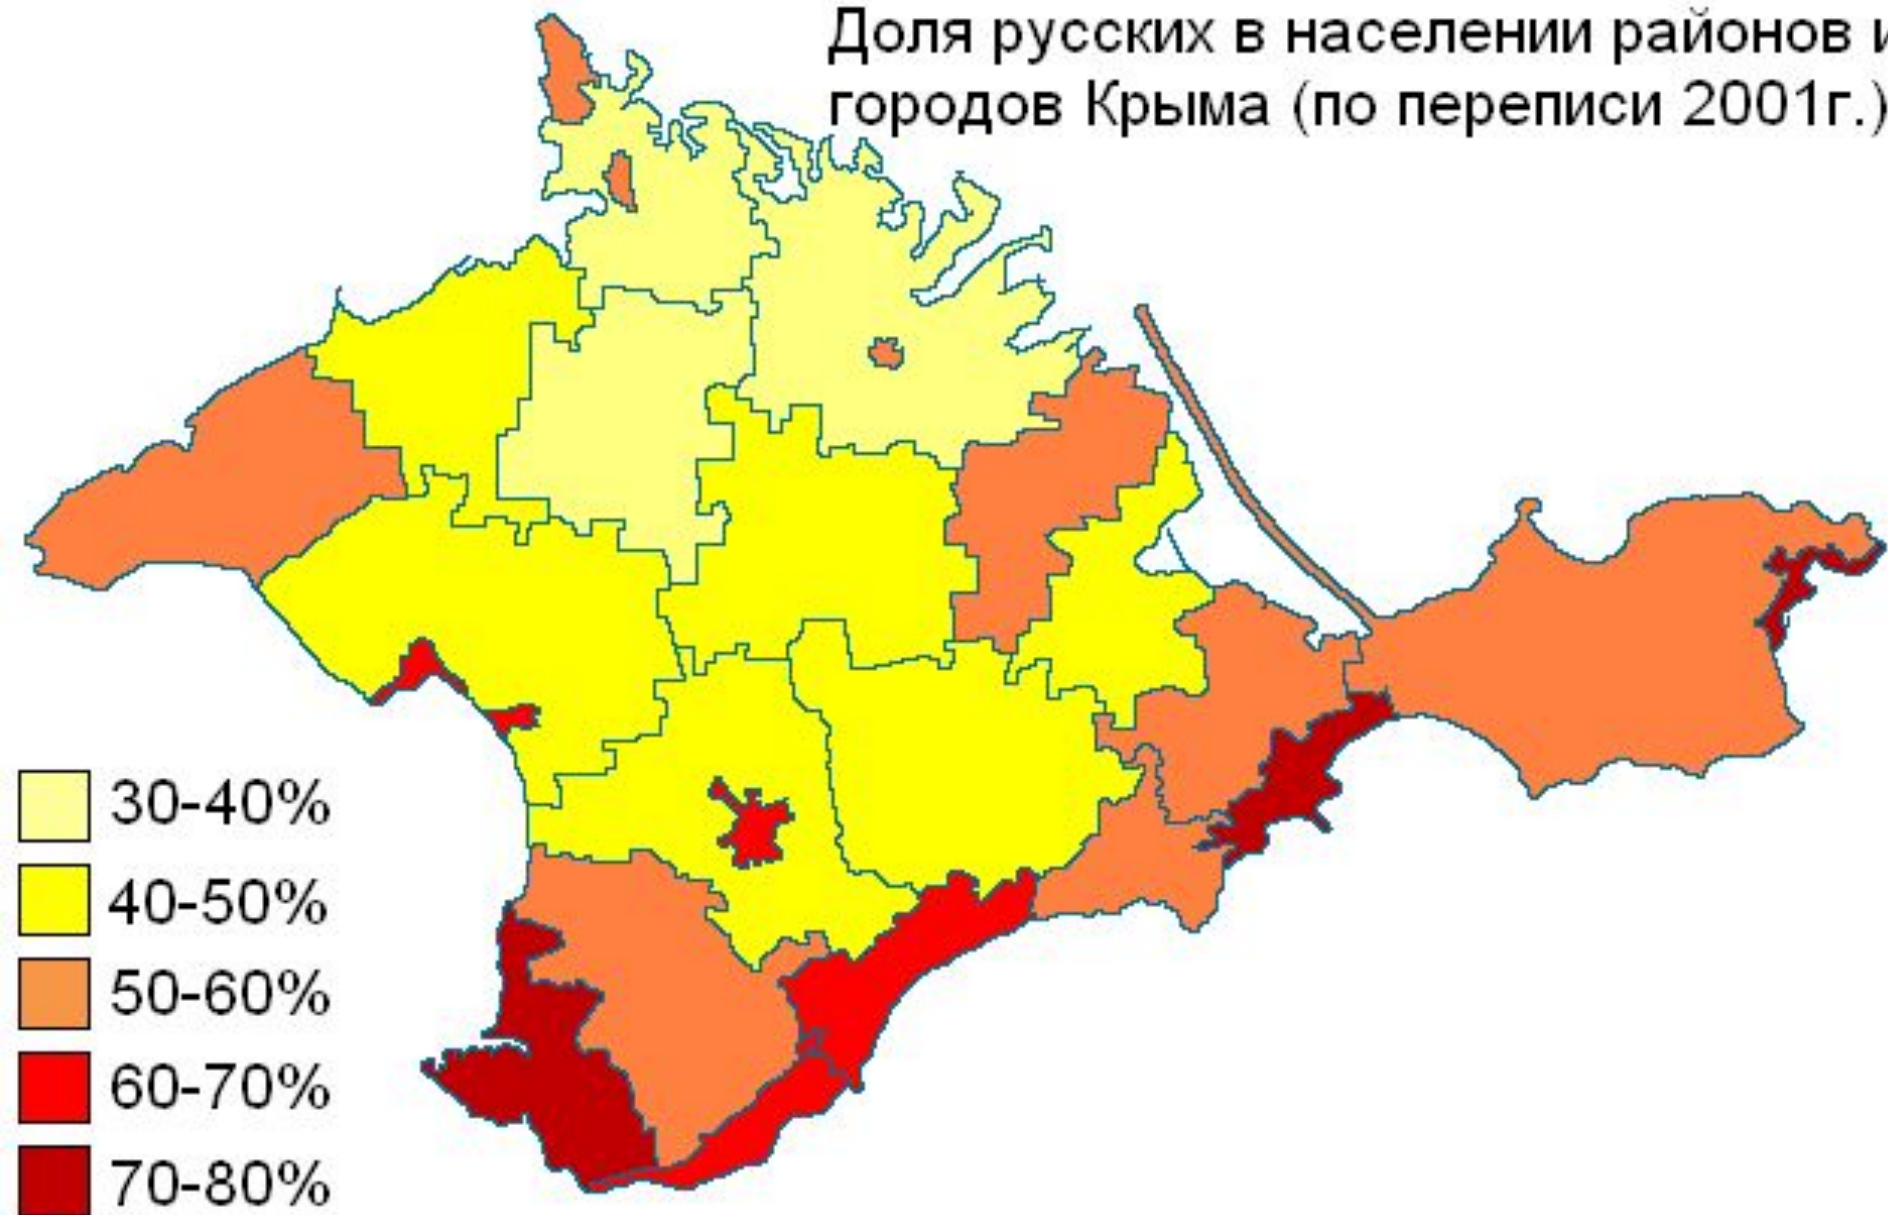 Доля русских в населении районов и
городов Крыма (по переписи 2001г.)
30-40%
40-50%
50-60%
60-70%
70-80%